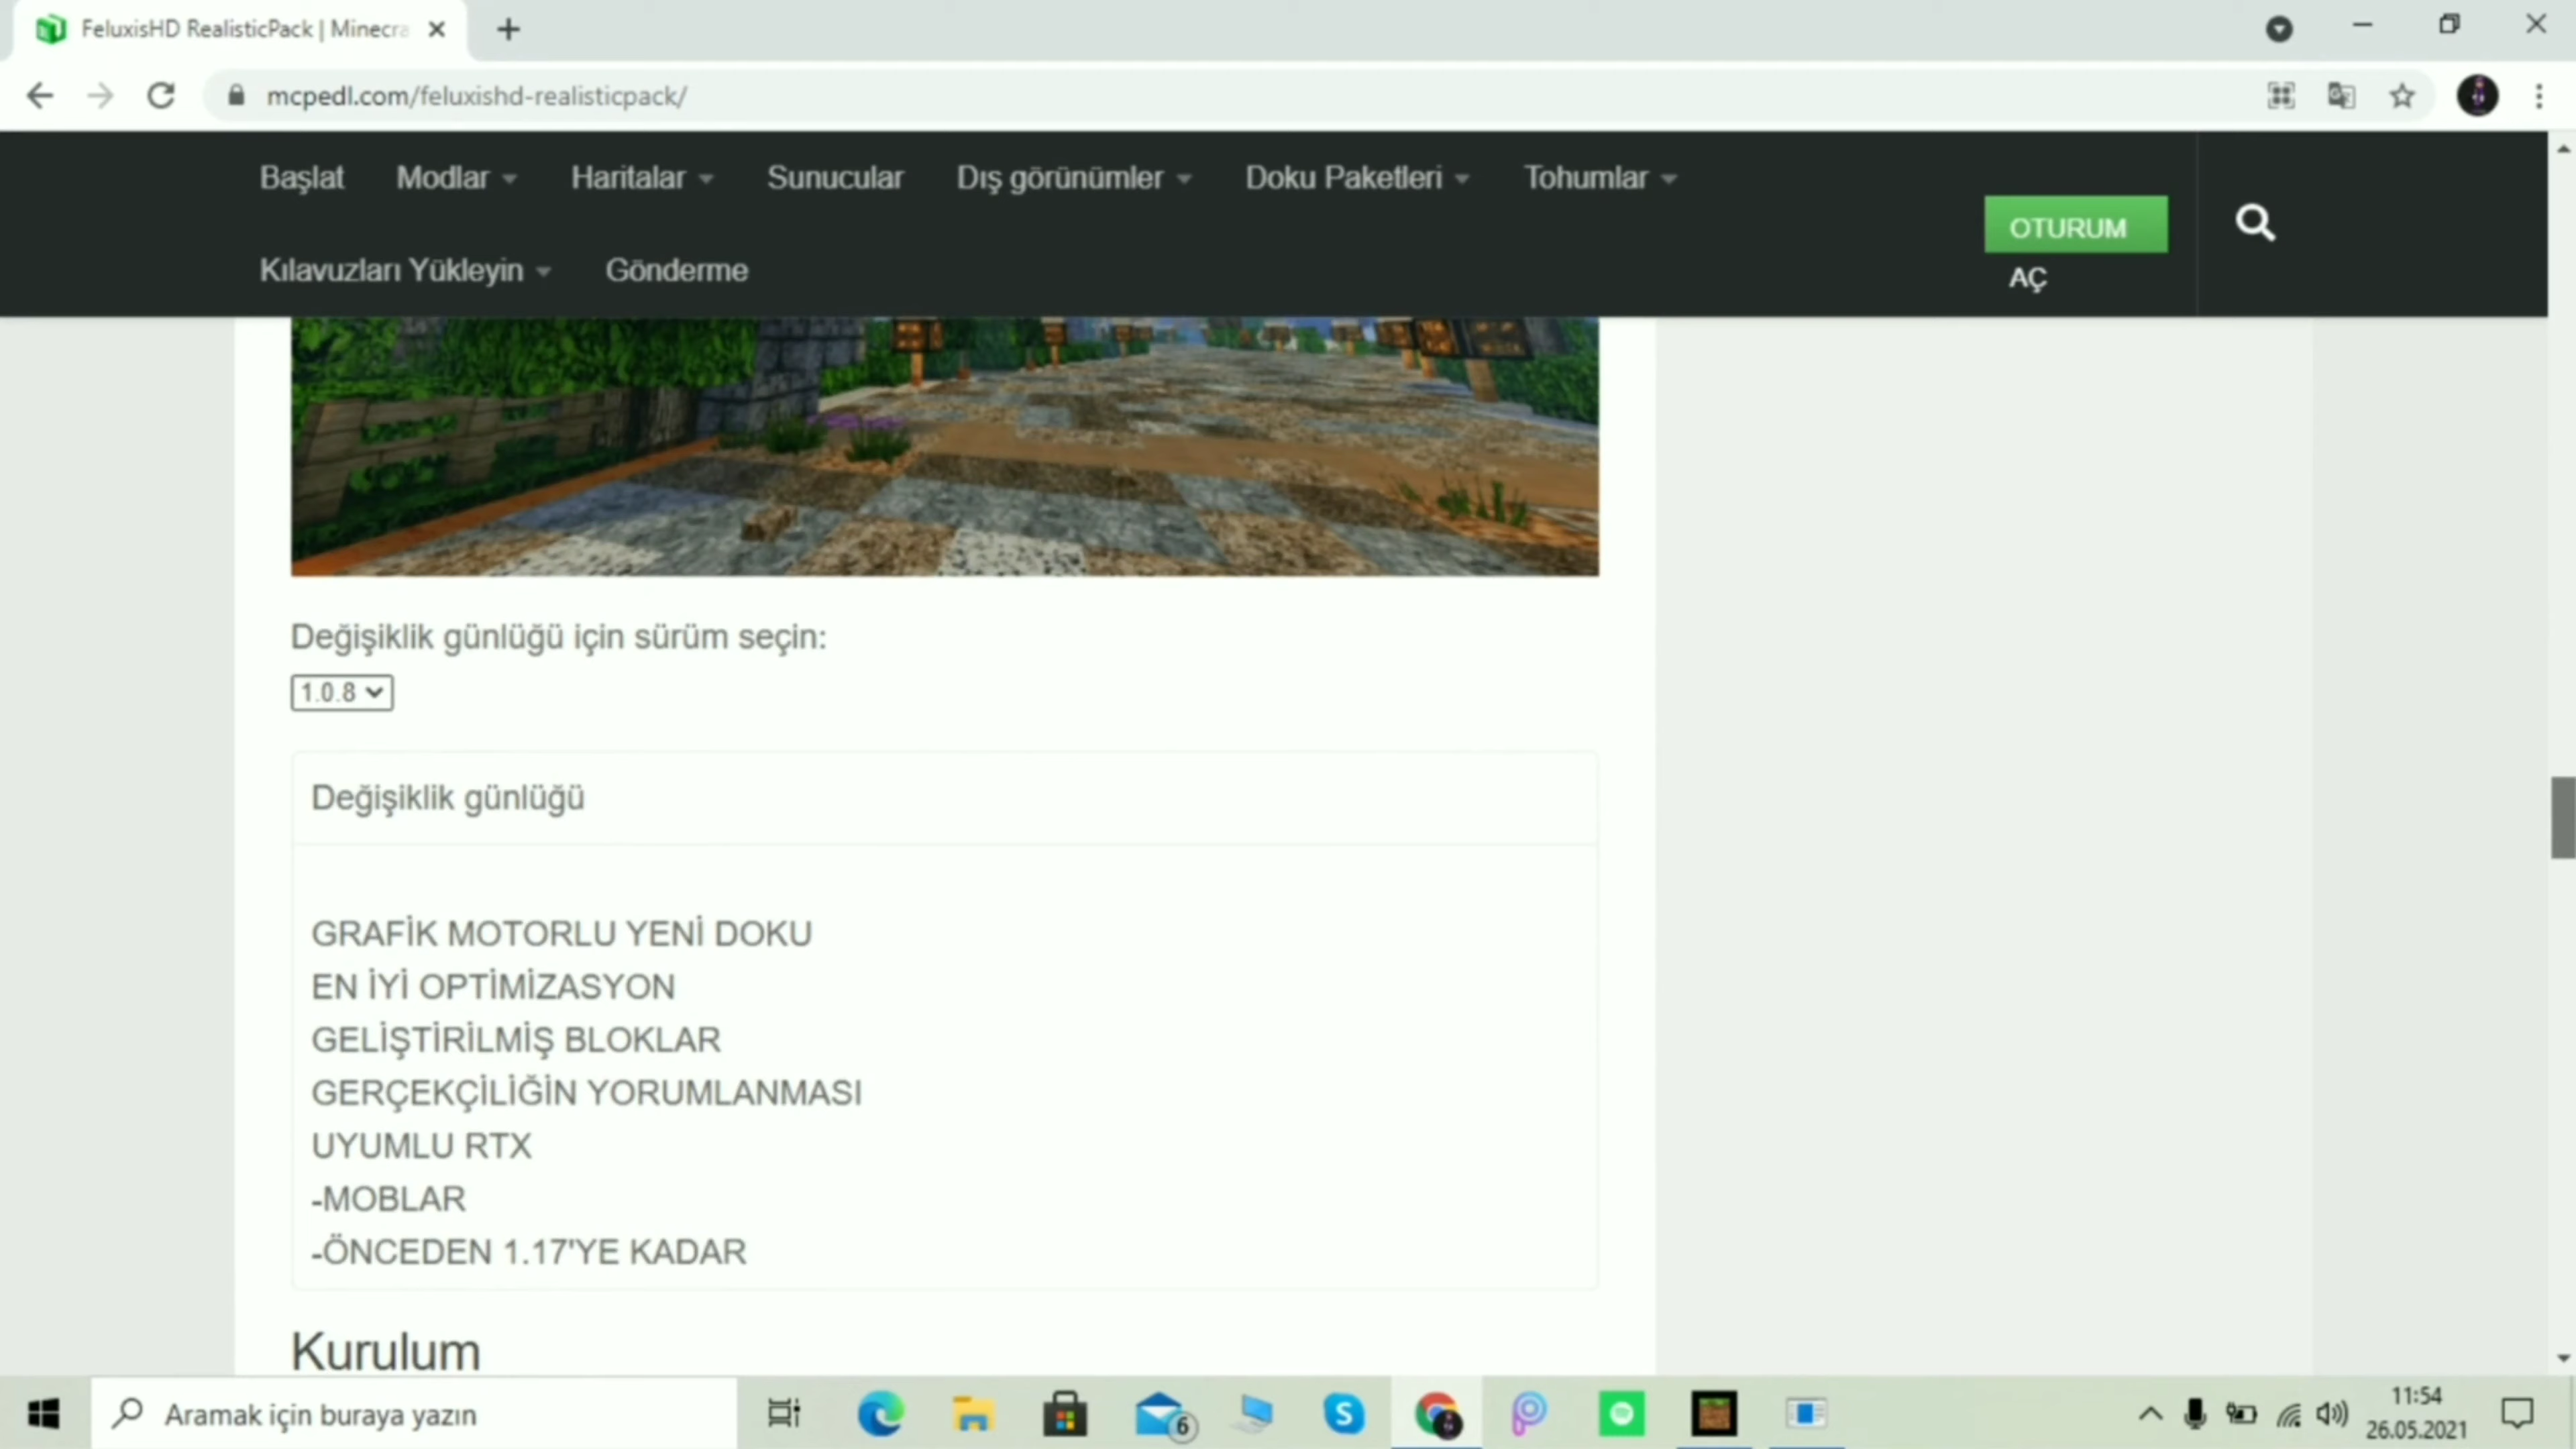 FeluxisHD RealisticPack | Minecra
mcpedl.com/feluxishd-realisticpack/
Başlat Modlar Haritalar Sunucular Dış görünümler Doku Paketleri Tohumlar
Kılavuzları Yükleyin Gönderme
OTURUM
AÇ
Değişiklik günlüğü için sürüm seçin:
1.0.8
Değişiklik günlüğü
GRAFİK MOTORLU YENİ DOKU
EN İYİ OPTİMİZASYON
GELİŞTİRİLMİŞ BLOKLAR
GERÇEKÇİLİĞİN YORUMLANMASI
UYUMLU RTX
-MOBLAR
-ÖNCEDEN 1.17'YE KADAR
Kurulum
Aramak için buraya yazın
6
11:54
26.05.2021